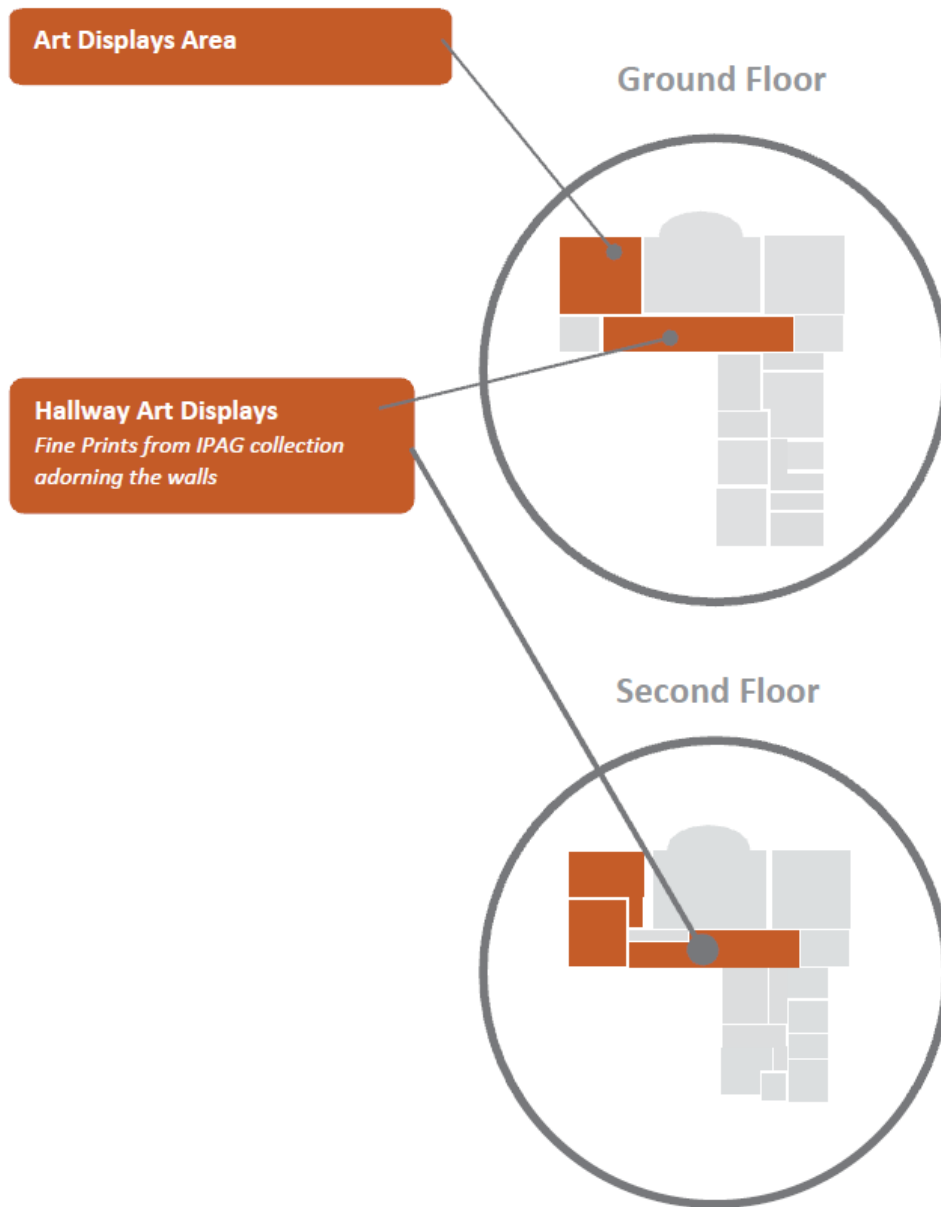 Art Displays Area
Ground Floor
Hallway Art Displays
Fine Prints from IPAG collection
adorning the walls
Second Floor